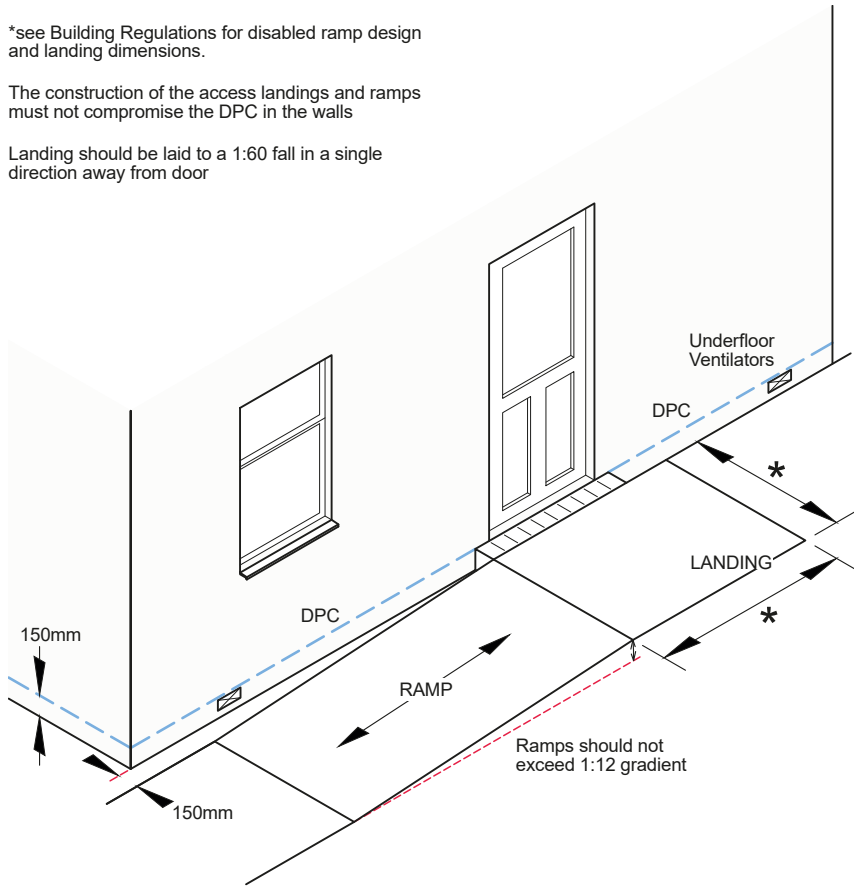 *see Building Regulations for disabled ramp design
and landing dimensions.
The construction of the access landings and ramps
must not compromise the DPC in the walls
Landing should be laid to a 1:60 fall in a single
direction away from door
Underfloor
Ventilators
DPC
*
LANDING
*
DPC
150mm
RAMP
Ramps should not
exceed 1:12 gradient
150mm